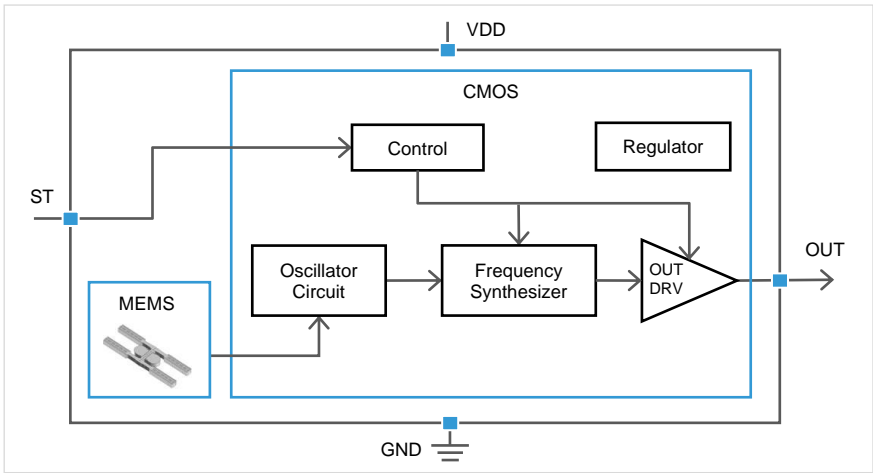 VDD
CMOS
Control
Regulator
ST
Oscillator
Circuit
Frequency
Synthesizer
OUT
DRV
OUT
MEMS
GND